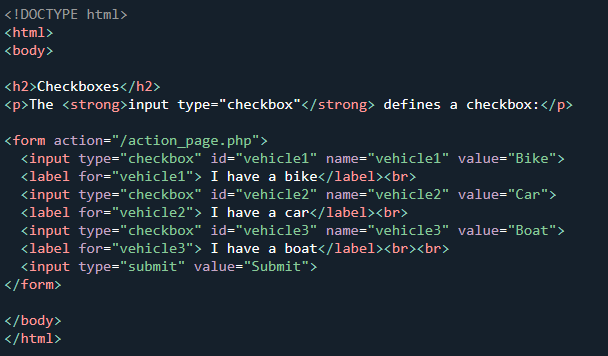 <!DOCTYPE html>
<html>
<body>

<h2>Checkboxes</h2>
<p>The <strong>input type="checkbox"</strong> defines a checkbox:</p>

<form action="/action_page.php">
  <input type="checkbox" id="vehicle1" name="vehicle1" value="Bike">
  <label for="vehicle1"> I have a bike</label><br>
  <input type="checkbox" id="vehicle2" name="vehicle2" value="Car">
  <label for="vehicle2"> I have a car</label><br>
  <input type="checkbox" id="vehicle3" name="vehicle3" value="Boat">
  <label for="vehicle3"> I have a boat</label><br><br>
  <input type="submit" value="Submit">
</form>

</body>
</html>